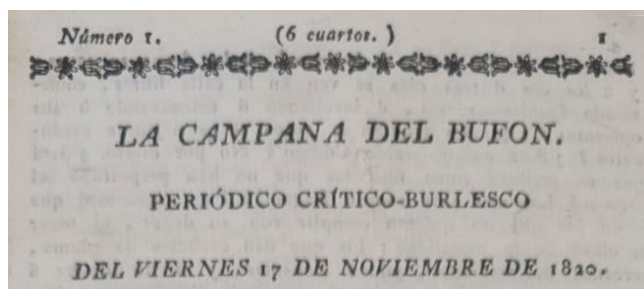 Número 1. (6 cuartos.) 1
LA CAMPANA DEL BUFON.
PERIÓDICO CRÍTICO-BURLESCO
DEL VIERNES 17 DE NOVIEMBRE DE 1820.